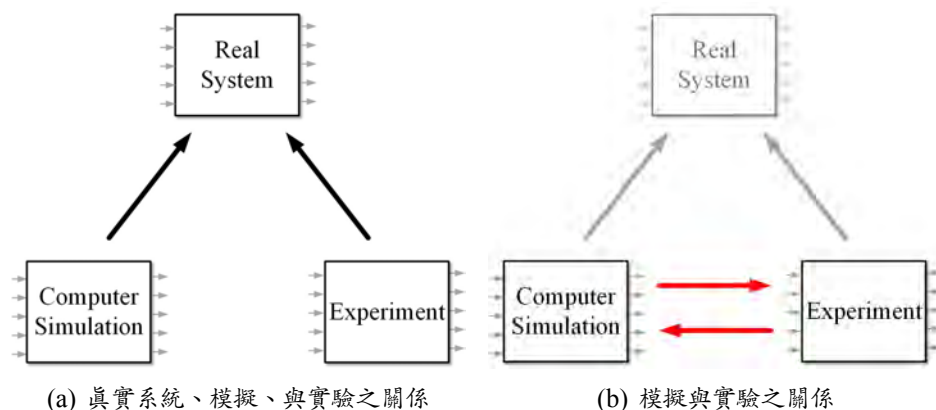 Real
System
Computer
Simulation
Experiment
(a) 真實系統、模擬、與實驗之關係
Real
System
Computer
Simulation
Experiment
(b) 模擬與實驗之關係